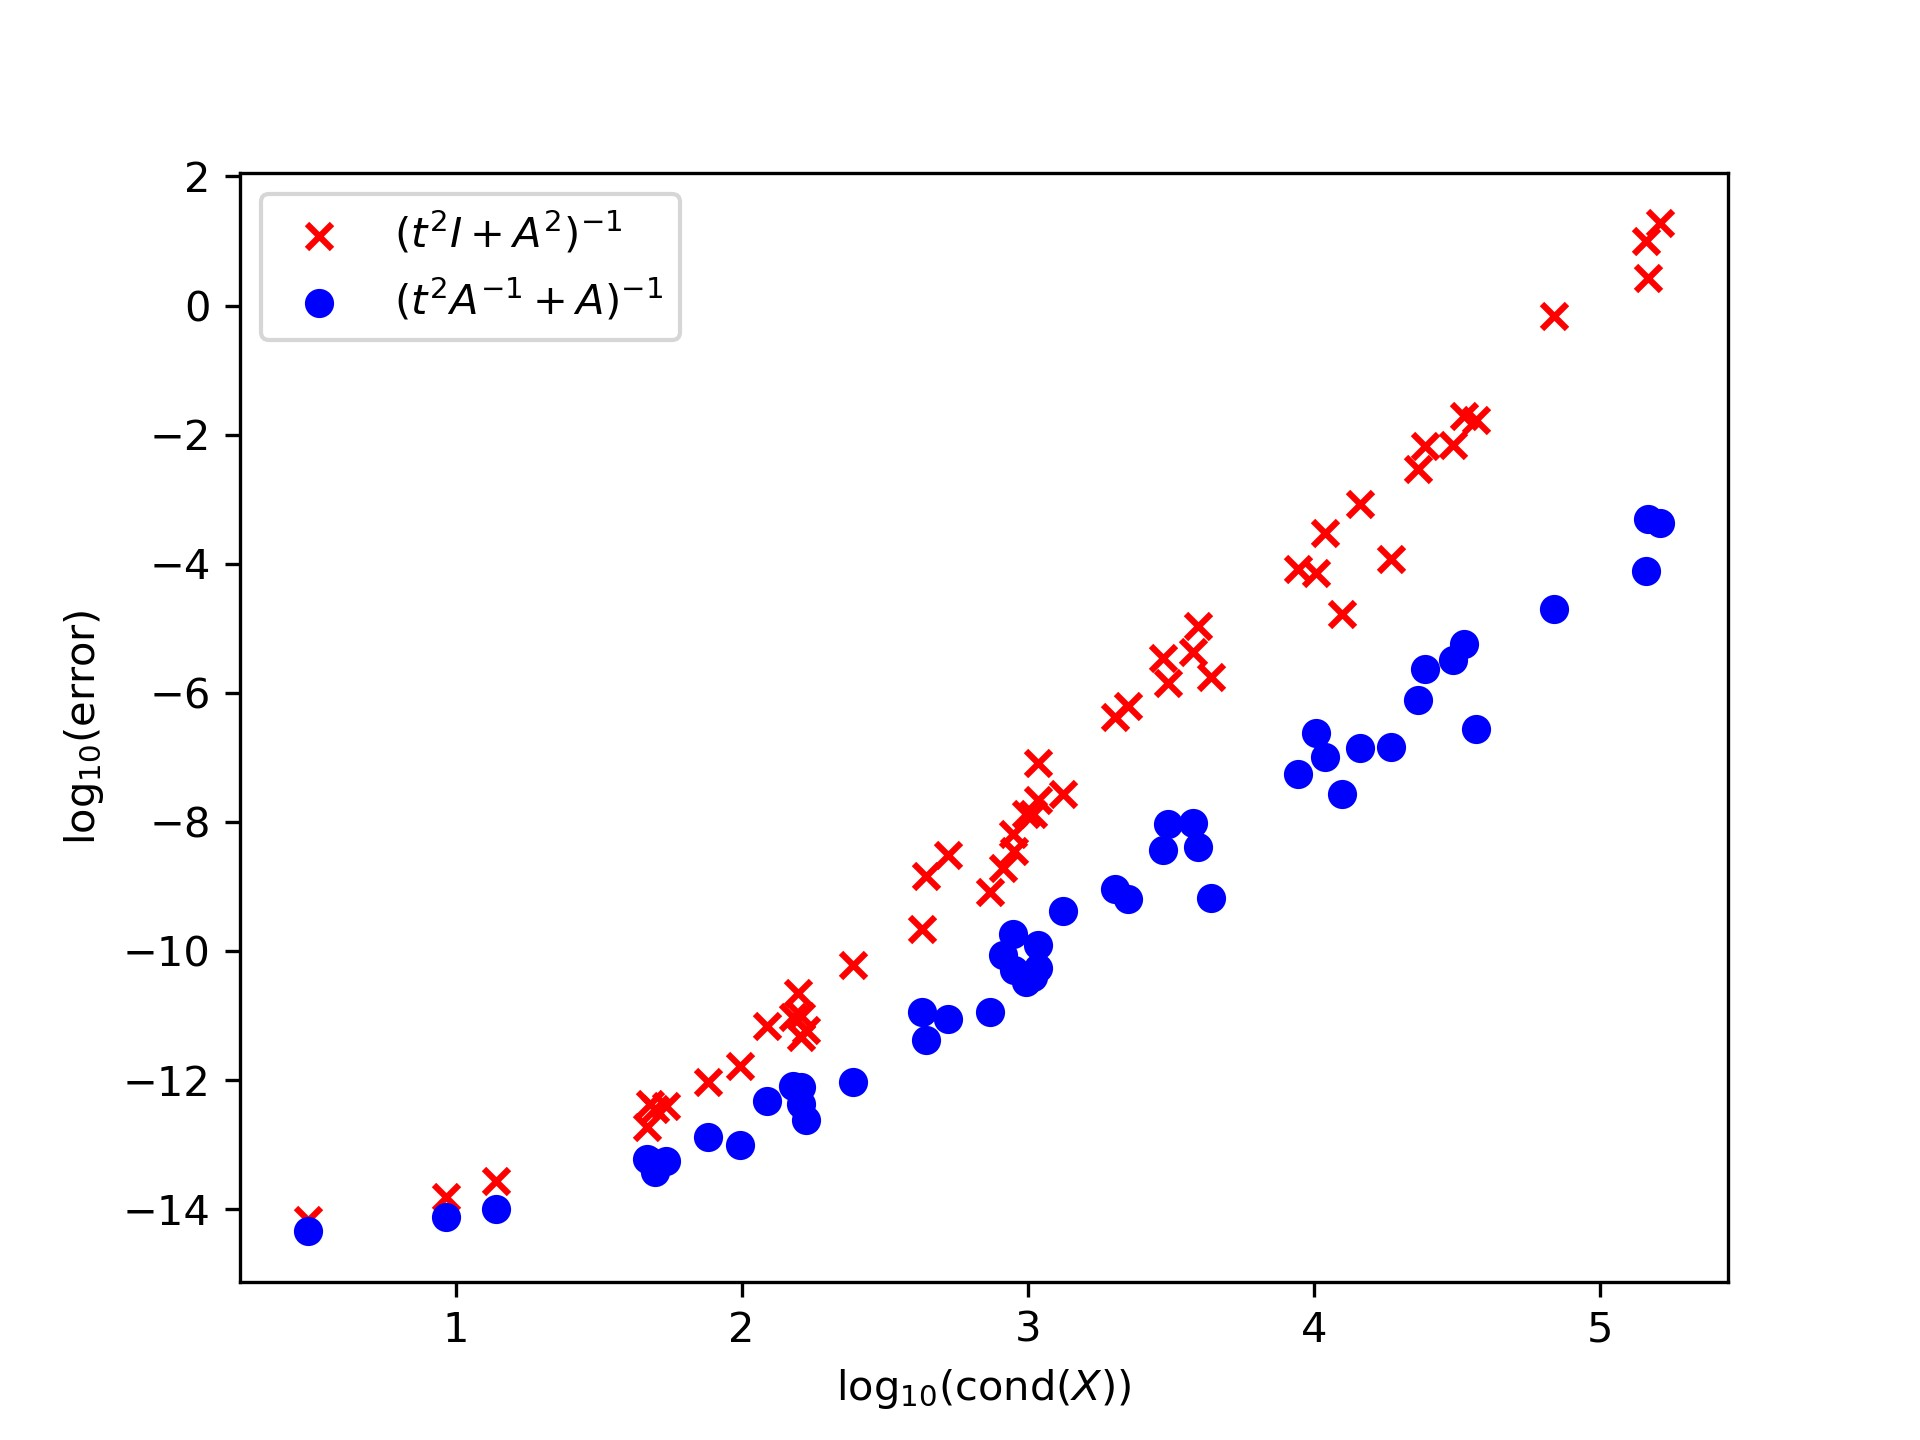 2
0
−2
−4
−6
−8
−10
−12
−14
(t²I + A²)⁻¹
(t²A⁻¹ + A)⁻¹
log₁₀(error)
1 2 3 4 5
log₁₀(cond(X))